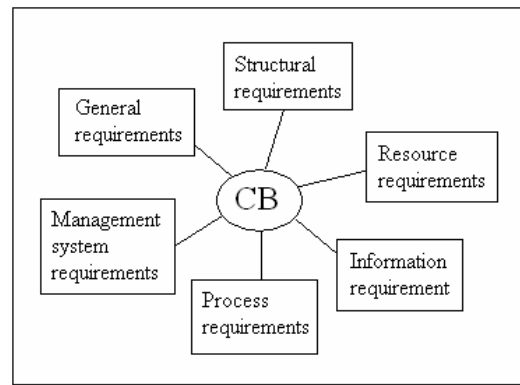 Structural
requirements
General
requirements
Resource
requirements
CB
Management
system
requirements
Information
requirement
Process
requirements